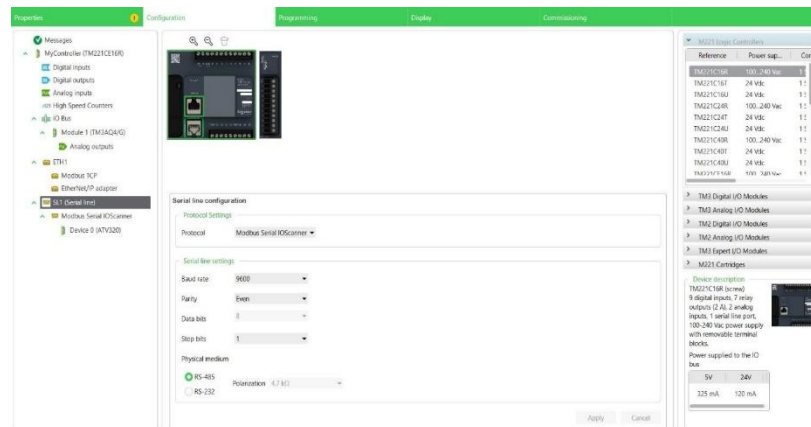 Properties
Configuration
Programming
Display
Commissioning
Messages
MyController (TM221CE16R)
Digital inputs
Digital outputs
Analog inputs
High Speed Counters
IO Bus
Module 1 (TM3AQ4/G)
Analog outputs
ETH1
Modbus TCP
EtherNet/IP adapter
SL1 (Serial line)
Modbus Serial IOScanner
Device 0 (ATV320)
Serial line configuration
Protocol Settings
Protocol Modbus Serial IOScanner
Serial line settings
Baud rate 9600
Parity Even
Data bits 8
Stop bits 1
Physical medium
RS-485
Polarization 4.7 kΩ
RS-232
Apply Cancel
M221 Logic Controllers
Reference Power sup... Cor
TM221C16R 100...240 Vac
TM221C16T 24 Vdc
TM221C16U 24 Vdc
TM221C24R 100...240 Vac
TM221C24T 24 Vdc
TM221C24U 24 Vdc
TM221C40R 100...240 Vac
TM221C40T 24 Vdc
TM221C40U 24 Vdc
TM221CE16R 100...240 Vac
TM3 Digital I/O Modules
TM3 Analog I/O Modules
TM2 Digital I/O Modules
TM2 Analog I/O Modules
TM3 Expert I/O Modules
M221 Cartridges
Device description
TM221C16R (screw)
9 digital inputs, 7 relay
outputs (2 A), 2 analog
inputs, 1 serial line port,
100-240 Vac power supply
with removable terminal
blocks.
Power supplied to the IO
bus
5V 24V
325 mA 120 mA